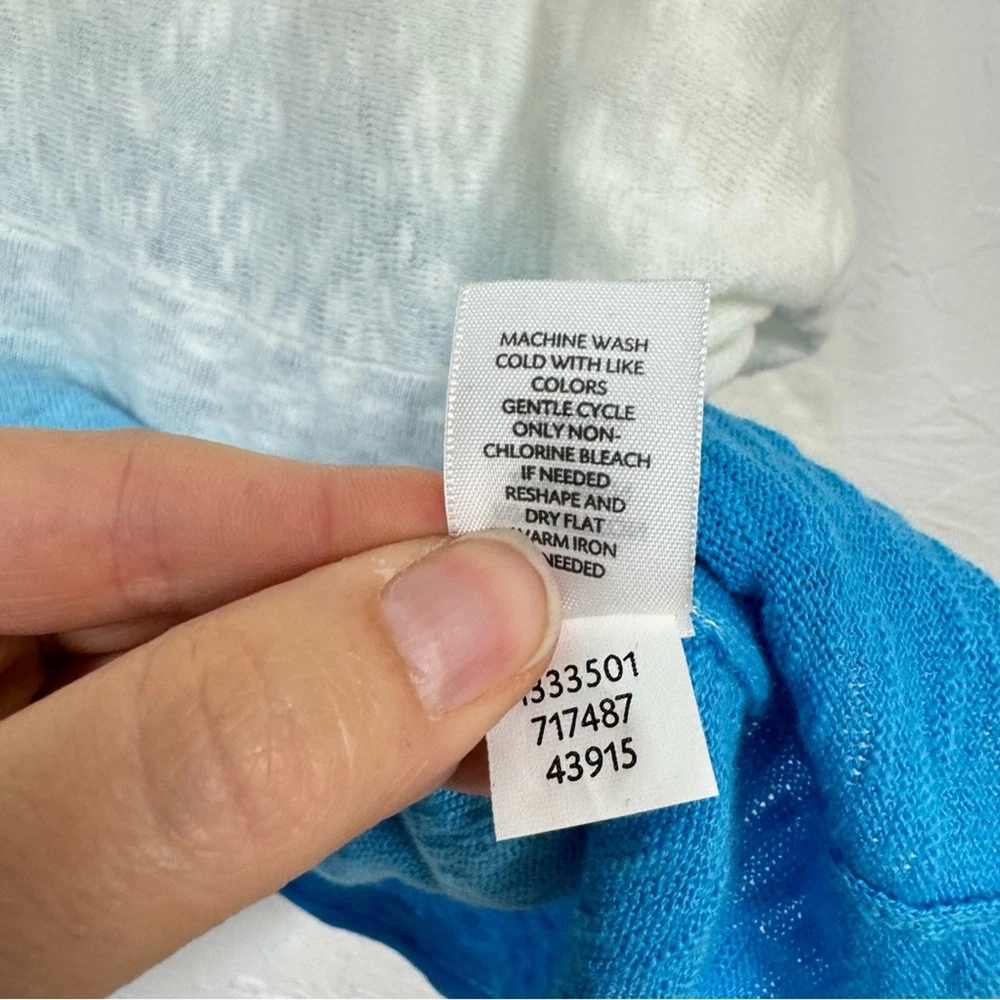 MACHINE WASH
COLD WITH LIKE
COLORS
GENTLE CYCLE
ONLY NON-
CHLORINE BLEACH
IF NEEDED
RESHAPE AND
DRY FLAT
WARM IRON
NEEDED
333501
717487
43915